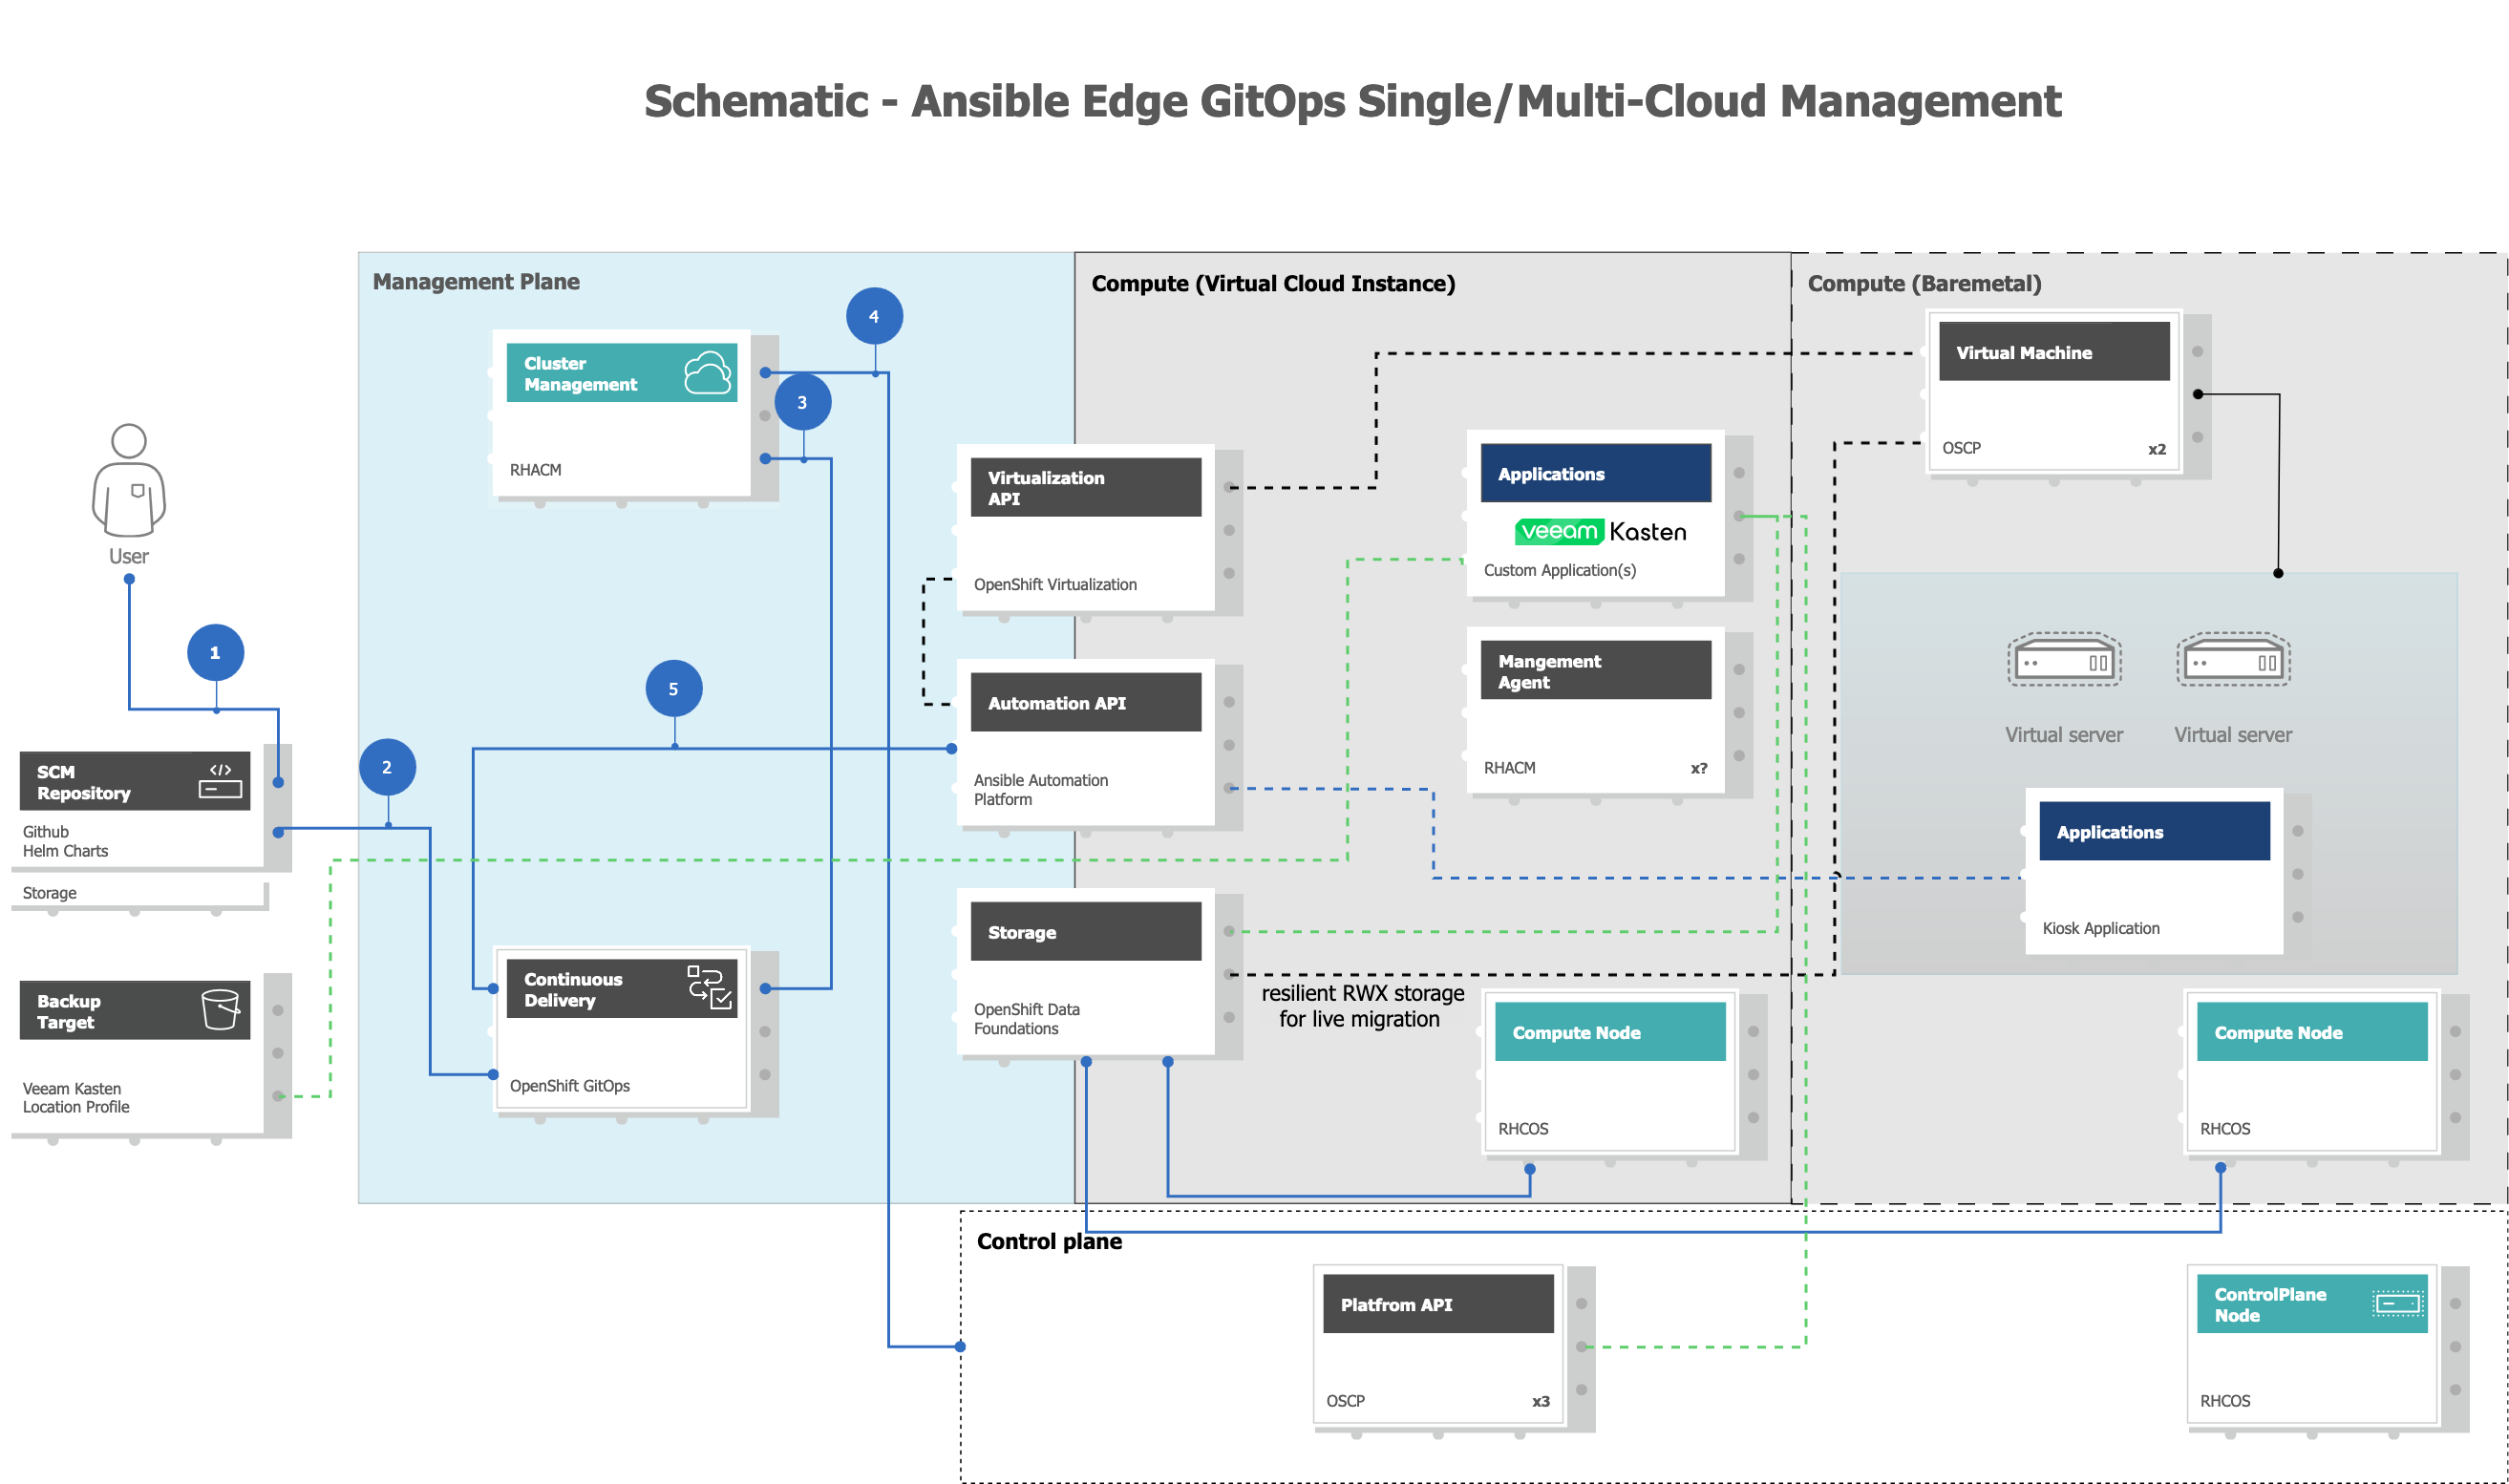 Schematic - Ansible Edge GitOps Single/Multi-Cloud Management
Management Plane
Compute (Virtual Cloud Instance)
Compute (Baremetal)
4
3
Cluster
Management
RHACM
User
1
2
5
SCM
Repository
Github
Helm Charts
Storage
Backup
Target
Veeam Kasten
Location Profile
Continuous
Delivery
OpenShift GitOps
Virtualization
API
OpenShift Virtualization
Automation API
Ansible Automation
Platform
Storage
OpenShift Data
Foundations
resilient RWX storage
for live migration
Applications
veeam Kasten
Custom Application(s)
Mangement
Agent
RHACM
x?
Compute Node
RHCOS
Virtual Machine
OSCP
x2
Virtual server
Virtual server
Applications
Kiosk Application
Compute Node
RHCOS
Control plane
Platfrom API
OSCP
x3
ControlPlane
Node
RHCOS